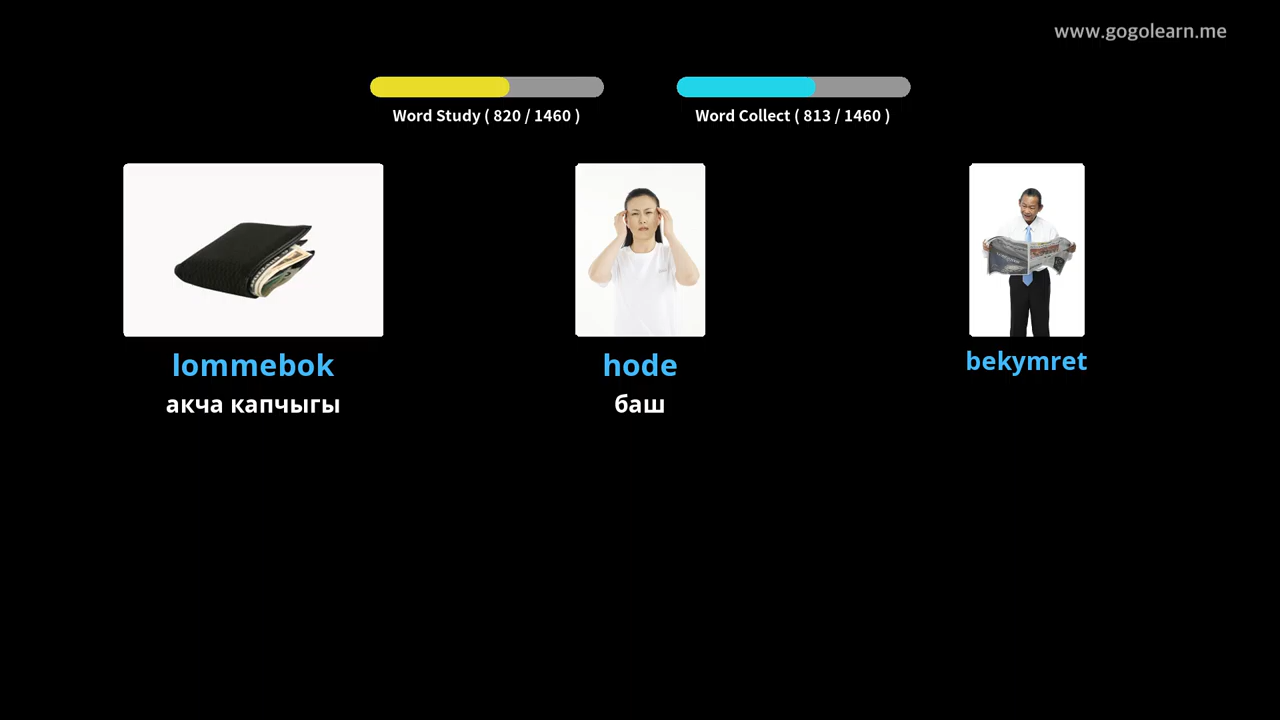 www.gogolearn.me
Word Study ( 820 / 1460 )
Word Collect ( 813 / 1460 )
lommebok
акча капчыгы
hode
баш
bekymret